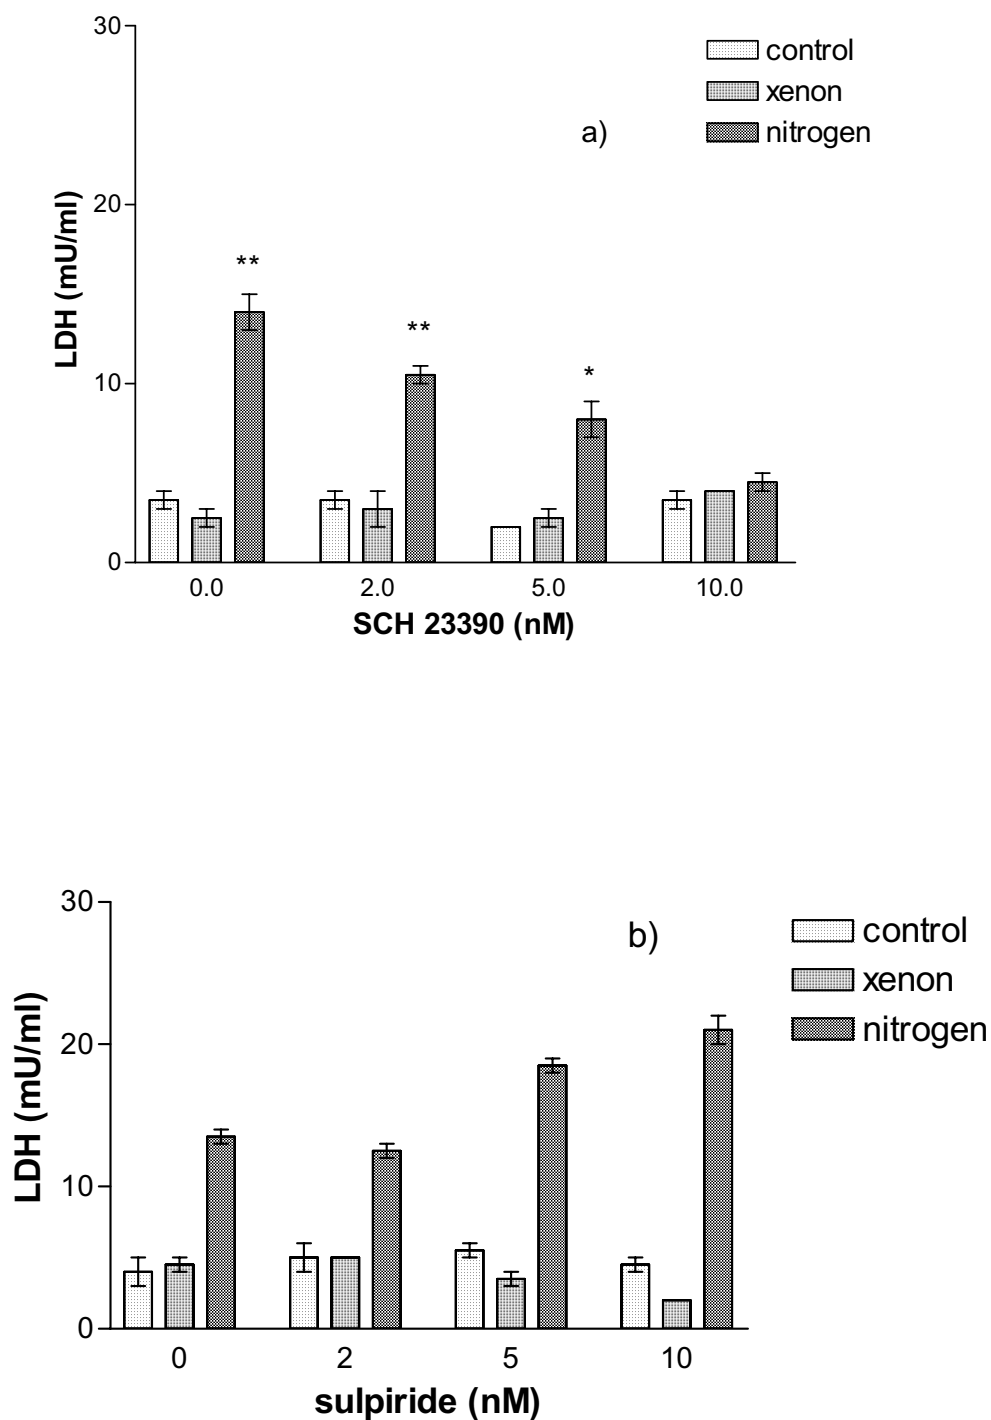 30
control
xenon
a)
nitrogen
LDH (mU/ml)
20
**
**
*
10
0
0.0 2.0 5.0 10.0
SCH 23390 (nM)
30
b)
control
xenon
nitrogen
LDH (mU/ml)
20
10
0
0 2 5 10
sulpiride (nM)